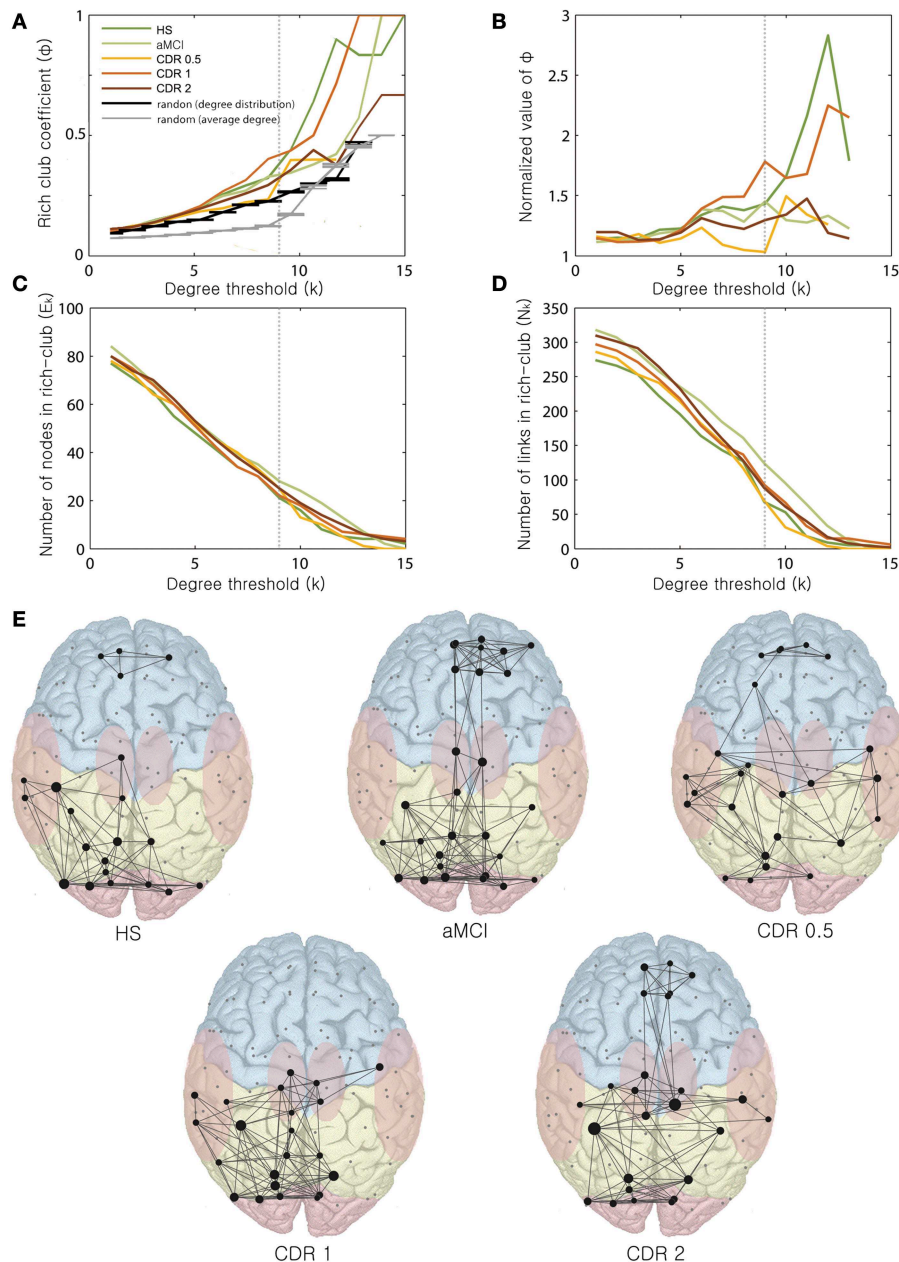 A
Rich club coefficient (ϕ)
1
0.5
0
HS
aMCI
CDR 0.5
CDR 1
CDR 2
randon (degree distribution)
random (average degree)
0 5 10 15
Degree threshold (k)
B
Normalized value of ϕ
3
2.5
2
1.5
1
0 5 10 15
Degree threshold (k)
C
Number of nodes in rich−club (Eₖ)
100
80
60
40
20
0
0 5 10 15
Degree threshold (k)
D
Number of links in rich−club (Nₖ)
350
300
250
200
150
100
50
0
0 5 10 15
Degree threshold (k)
E
HS
aMCI
CDR 0.5
CDR 1
CDR 2